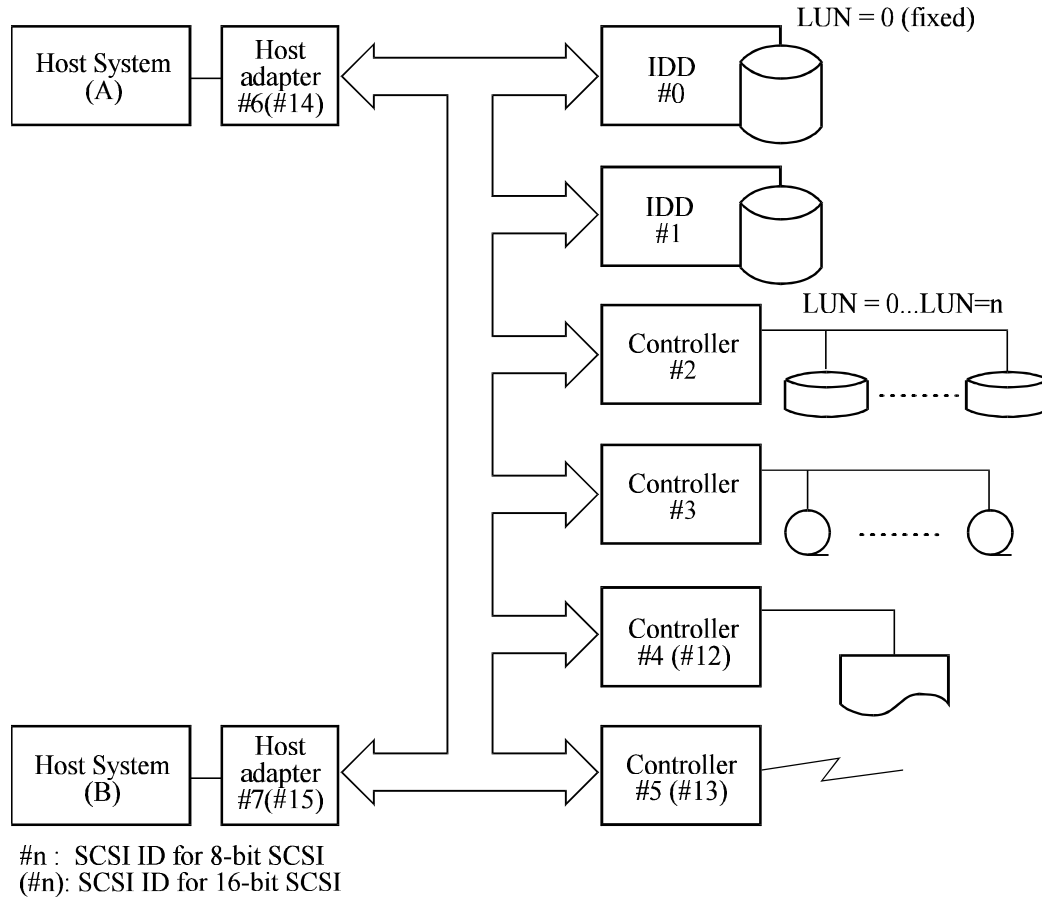 LUN = 0 (fixed)
Host System
(A)
Host
adapter
#6(#14)
IDD
#0
IDD
#1
LUN = 0...LUN=n
Controller
#2
Controller
#3
Controller
#4 (#12)
Host System
(B)
Host
adapter
#7(#15)
Controller
#5 (#13)
#n : SCSI ID for 8-bit SCSI
(#n): SCSI ID for 16-bit SCSI